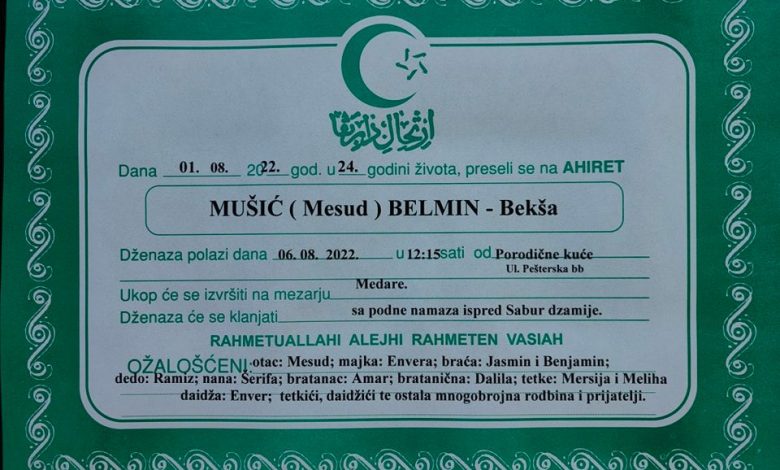 ارتحال دار بقا
Dana 01. 08. 2022. god. u 24. godini života, preseli se na AHIRET
MUŠIĆ ( Mesud ) BELMIN - Bekša
Dženaza polazi dana 06. 08. 2022. u 12:15 sati od Porodične kuće
Ul. Pešterska bb
Ukop će se izvršiti na mezarju Medare.
Dženaza će se klanjati sa podne namaza ispred Sabur dzamije.
RAHMETUALLAHI ALEJHI RAHMETEN VASIAH
OŽALOŠĆENI: otac: Mesud; majka: Envera; braća: Jasmin i Benjamin;
dedo: Ramiz; nana: Šerifa; bratanac: Amar; bratanična: Dalila; tetke: Mersija i Meliha
daidža: Enver; tetkići, daidžići te ostala mnogobrojna rodbina i prijatelji.